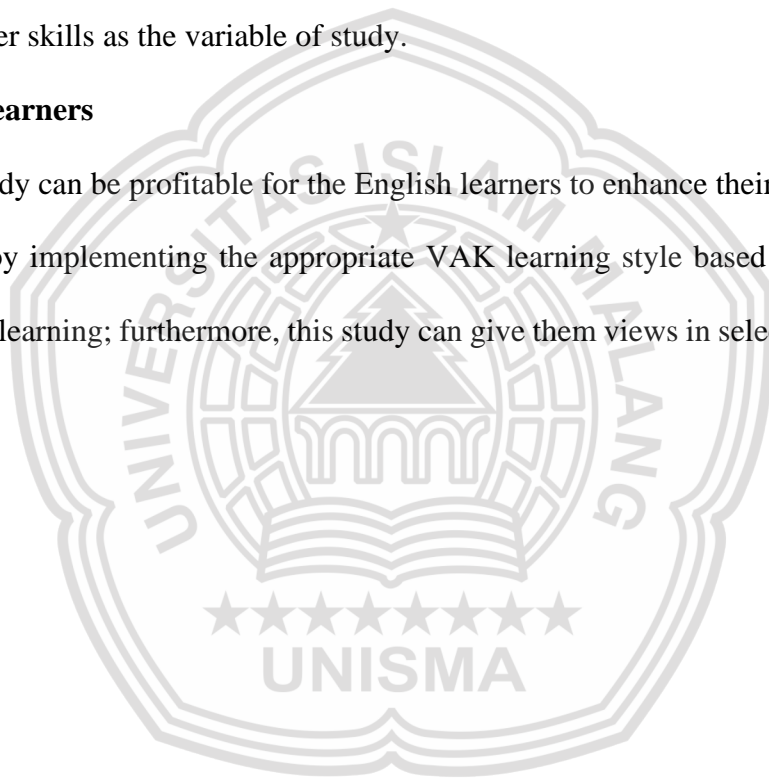 er skills as the variable of study.
earners
dy can be profitable for the English learners to enhance their
by implementing the appropriate VAK learning style based
learning; furthermore, this study can give them views in selec
UNIVERSITAS ISLAM MALANG
UNISMA